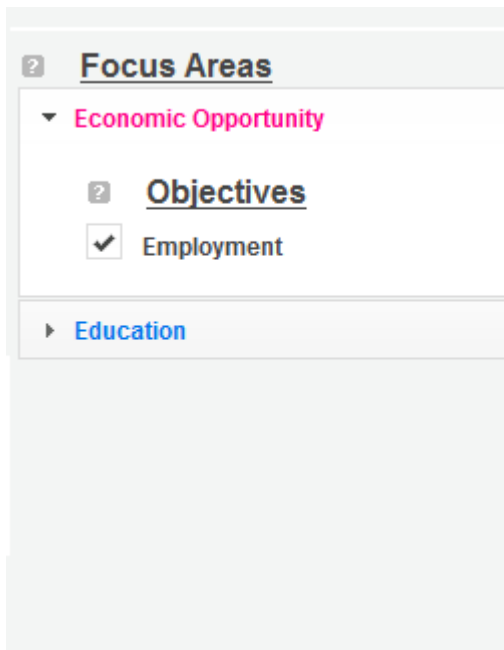 ? Focus Areas
Economic Opportunity
? Objectives
Employment
Education